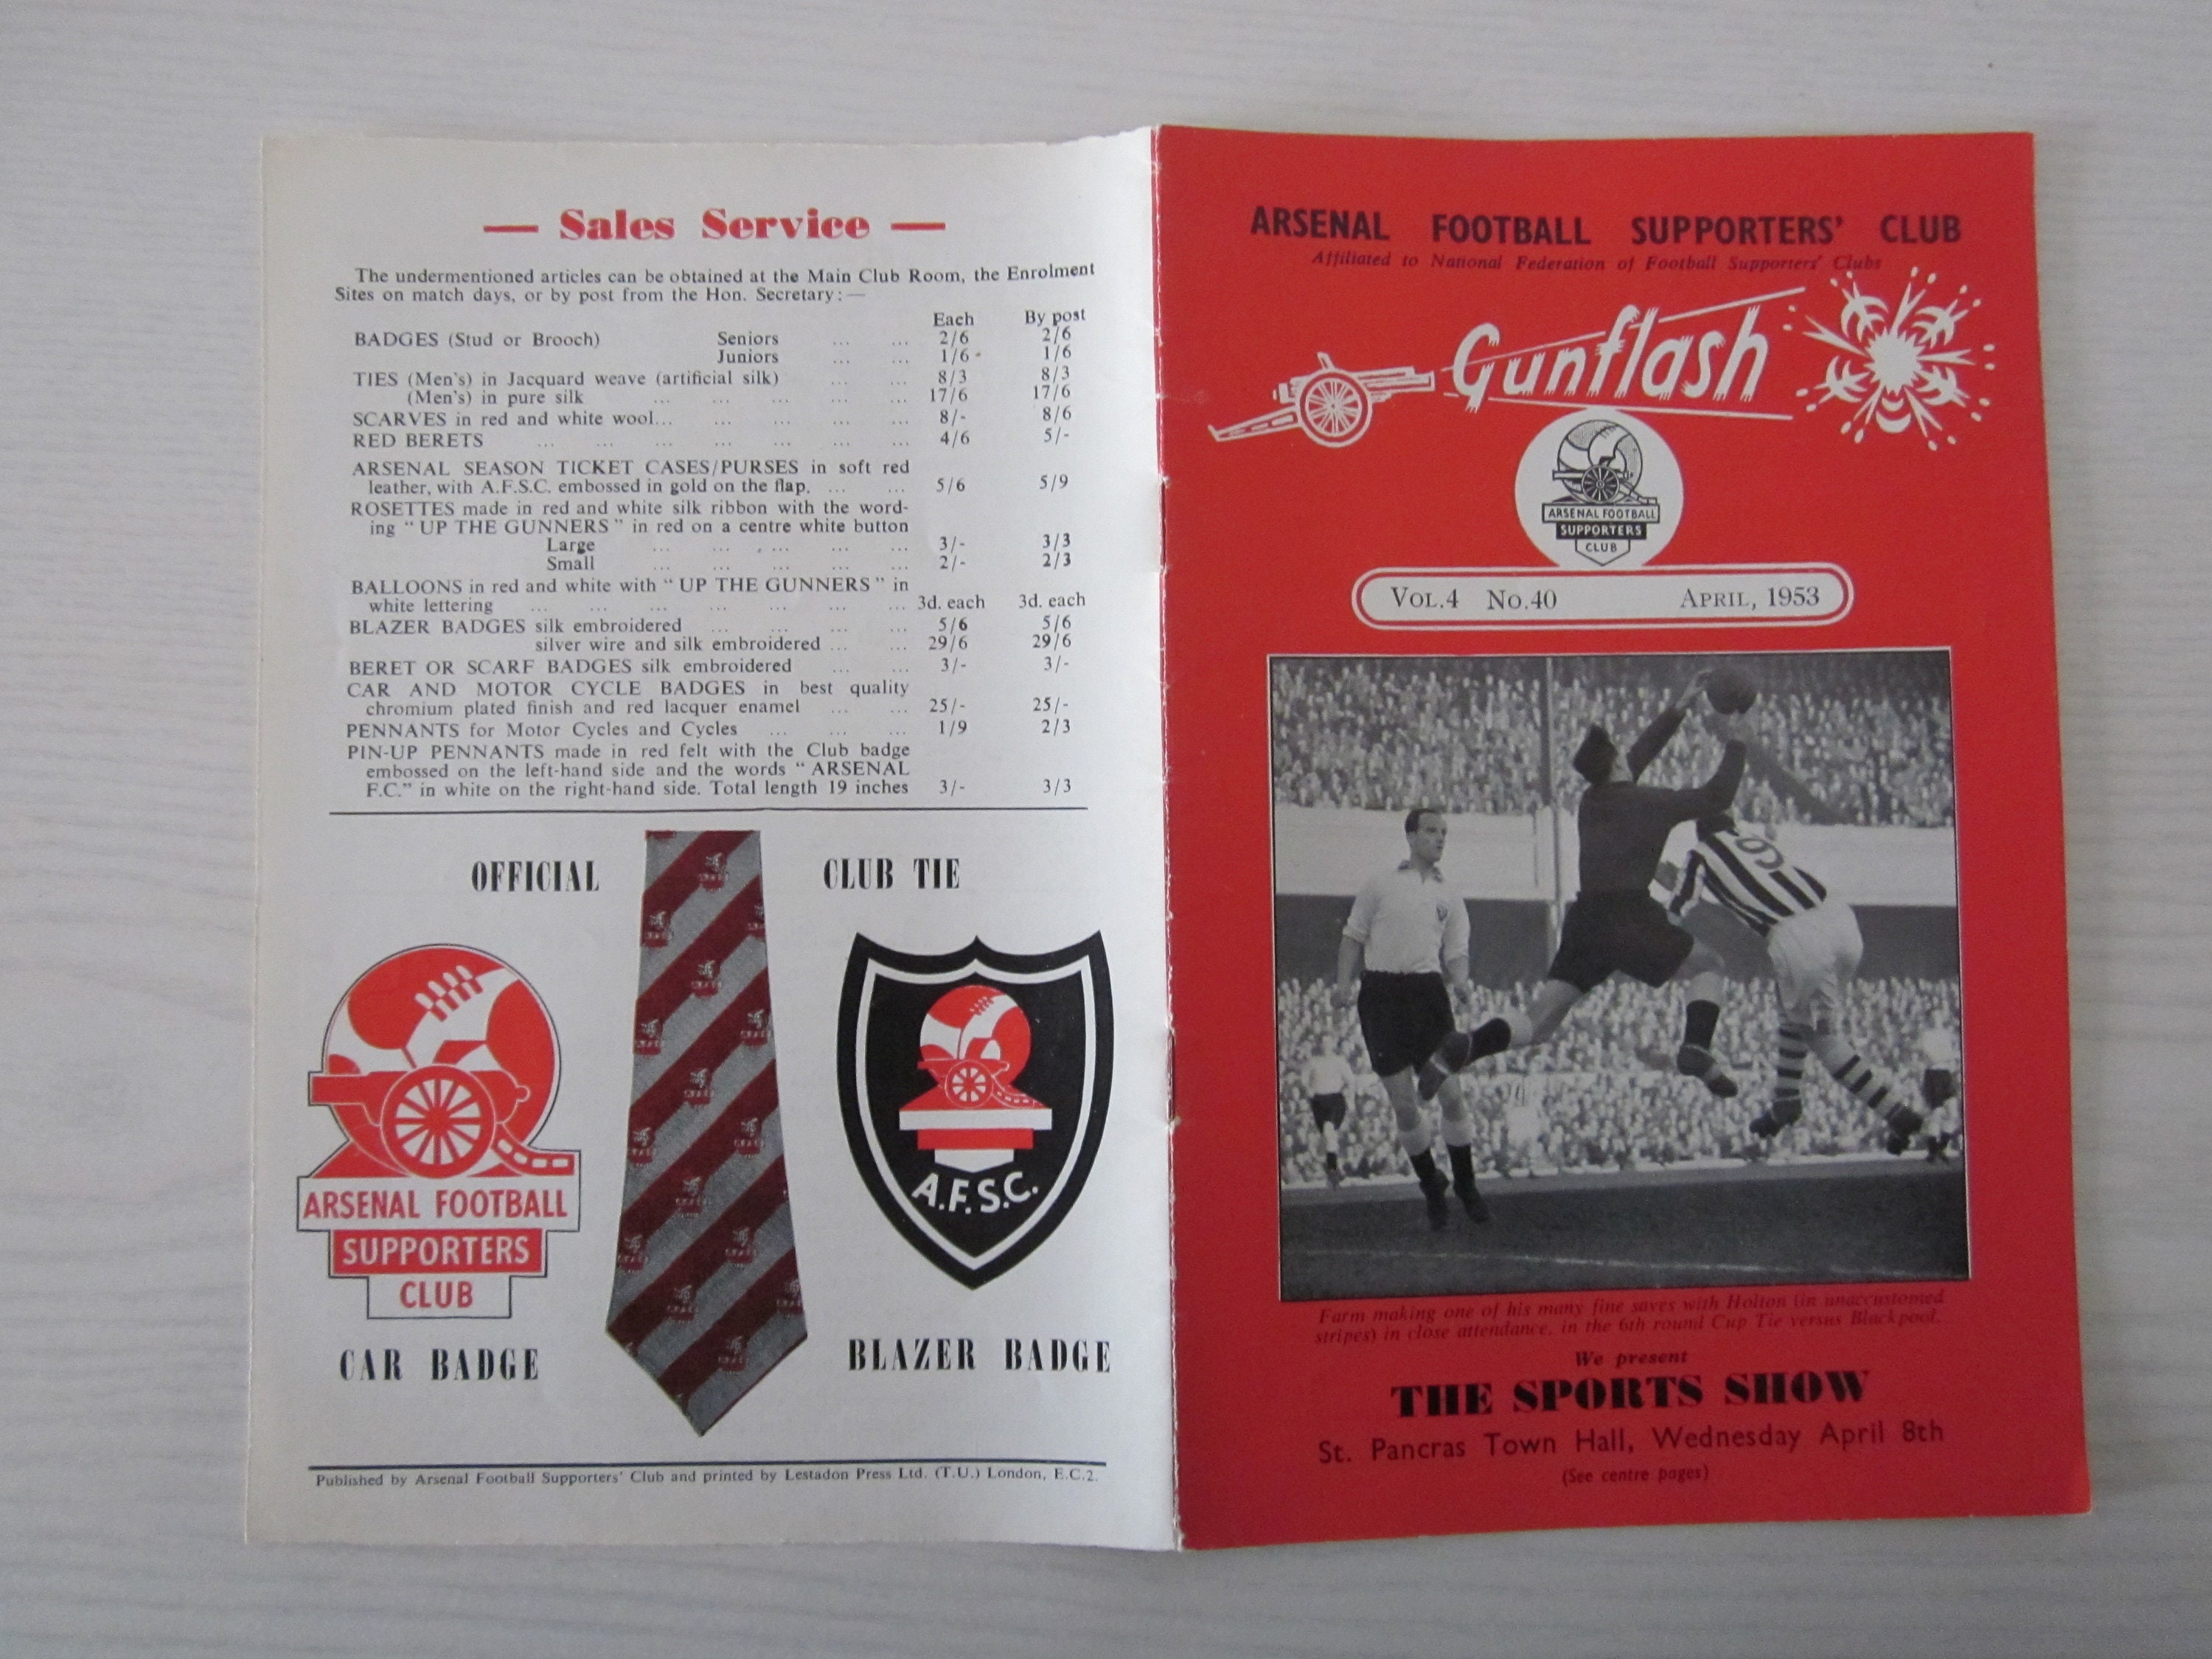 — Sales Service —
The undermentioned articles can be obtained at the Main Club Room, the Enrolment
Sites on match days, or by post from the Hon. Secretary:—
Each By post
BADGES (Stud or Brooch) Seniors ... ... 2/6 2/6
Juniors ... ... 1/6 1/6
TIES (Men's) in Jacquard weave (artificial silk) ... ... 8/3 8/3
(Men's) in pure silk ... ... ... ... ... 17/6 17/6
SCARVES in red and white wool... ... ... ... ... 8/- 8/6
RED BERETS ... ... ... ... ... ... ... 4/6 5/-
ARSENAL SEASON TICKET CASES/PURSES in soft red
leather, with A.F.S.C. embossed in gold on the flap. ... ... 5/6 5/9
ROSETTES made in red and white silk ribbon with the word-
ing "UP THE GUNNERS" in red on a centre white button
Large ... ... ... ... ... 3/- 3/3
Small ... ... ... ... ... 2/- 2/3
BALLOONS in red and white with "UP THE GUNNERS" in
white lettering ... ... ... ... ... ... ... 3d. each 3d. each
BLAZER BADGES silk embroidered ... ... ... ... 5/6 5/6
silver wire and silk embroidered ... ... 29/6 29/6
BERET OR SCARF BADGES silk embroidered ... ... 3/- 3/-
CAR AND MOTOR CYCLE BADGES in best quality
chromium plated finish and red lacquer enamel ... ... 25/- 25/-
PENNANTS for Motor Cycles and Cycles ... ... ... 1/9 2/3
PIN-UP PENNANTS made in red felt with the Club badge
embossed on the left-hand side and the words "ARSENAL
F.C." in white on the right-hand side. Total length 19 inches 3/- 3/3
OFFICIAL CLUB TIE
ARSENAL FOOTBALL
SUPPORTERS
CLUB
A.F.S.C.
CAR BADGE
BLAZER BADGE
Published by Arsenal Football Supporters' Club and printed by Lestadon Press Ltd. (T.U.) London, E.C.2.
ARSENAL FOOTBALL SUPPORTERS' CLUB
Affiliated to National Federation of Football Supporters' Clubs
Gunflash
ARSENAL FOOTBALL
SUPPORTERS
CLUB
VOL.4 No.40 APRIL, 1953
Farm making one of his many fine saves with Holton (in unaccustomed
stripes) in close attendance, in the 6th round Cup Tie versus Blackpool.
We present
THE SPORTS SHOW
St. Pancras Town Hall, Wednesday April 8th
(See centre pages)